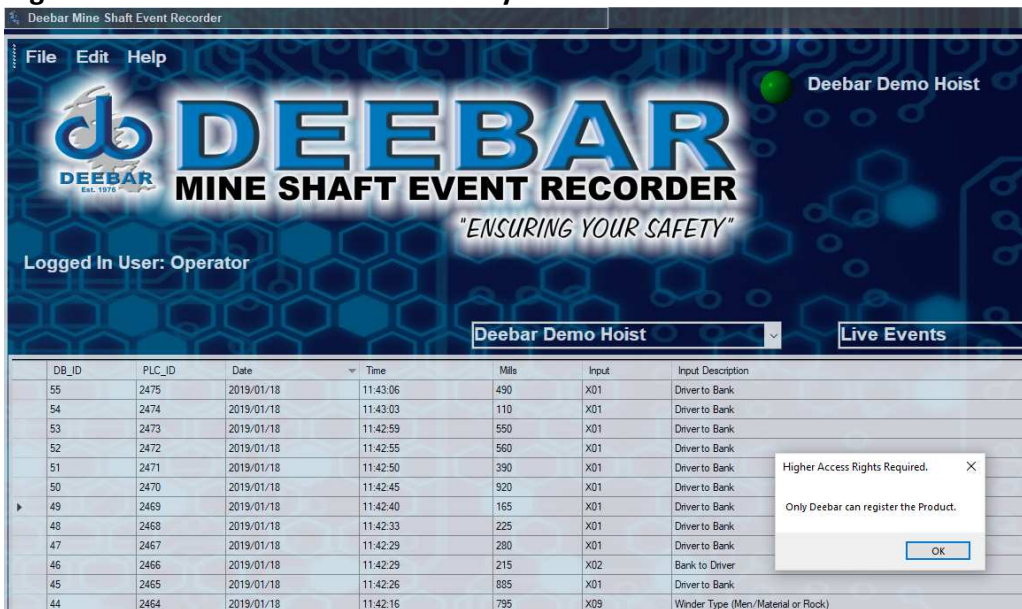 Deebar Mine Shaft Event Recorder
File Edit Help
Deebar Demo Hoist
db
DEEBAR
Est. 1976
DEEBAR
MINE SHAFT EVENT RECORDER
"ENSURING YOUR SAFETY"
Logged In User: Operator
Deebar Demo Hoist Live Events
DB_ID PLC_ID Date Time Mills Input Input Description
55 2475 2019/01/18 11:43:06 490 X01 Driver to Bank
54 2474 2019/01/18 11:43:03 110 X01 Driver to Bank
53 2473 2019/01/18 11:42:59 550 X01 Driver to Bank
52 2472 2019/01/18 11:42:55 560 X01 Driver to Bank
51 2471 2019/01/18 11:42:50 390 X01 Driver to Bank
50 2470 2019/01/18 11:42:45 920 X01 Driver to Bank
49 2469 2019/01/18 11:42:40 165 X01 Driver to Bank
48 2468 2019/01/18 11:42:33 225 X01 Driver to Bank
47 2467 2019/01/18 11:42:29 280 X01 Driver to Bank
46 2466 2019/01/18 11:42:29 215 X02 Bank to Driver
45 2465 2019/01/18 11:42:26 885 X01 Driver to Bank
44 2464 2019/01/18 11:42:16 795 X09 Winder Type (Men/Material or Rock)
Higher Access Rights Required.
Only Deebar can register the Product.
OK